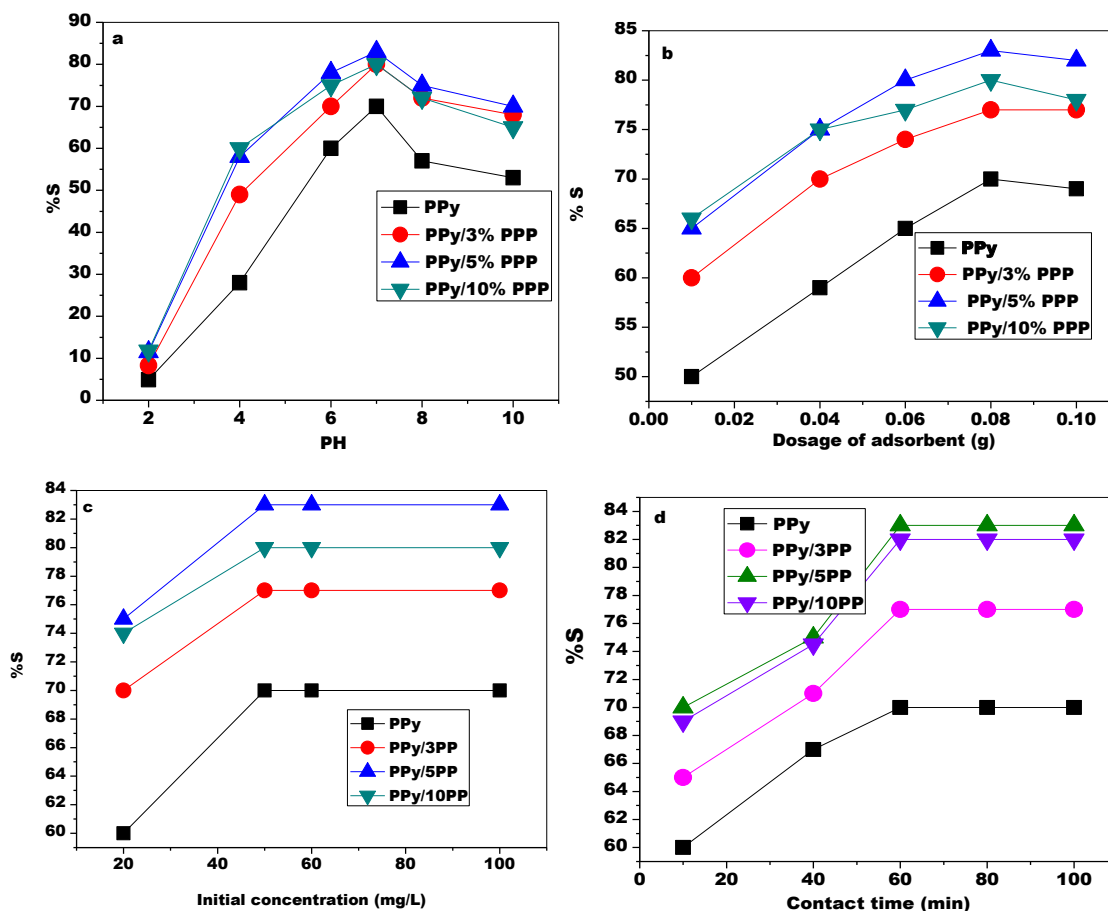 a
90
80
70
60
50
40
30
20
10
0
%S
2 4 6 8 10
PH
PPy
PPy/3% PPP
PPy/5% PPP
PPy/10% PPP
b
85
80
75
70
65
60
55
50
% S
0.00 0.02 0.04 0.06 0.08 0.10
Dosage of adsorbent (g)
PPy
PPy/3% PPP
PPy/5% PPP
PPy/10% PPP
c
84
82
80
78
76
74
72
70
68
66
64
62
60
%S
20 40 60 80 100
Initial concentration (mg/L)
PPy
PPy/3PP
PPy/5PP
PPy/10PP
d
84
82
80
78
76
74
72
70
68
66
64
62
60
%S
0 20 40 60 80 100
Contact time (min)
PPy
PPy/3PP
PPy/5PP
PPy/10PP